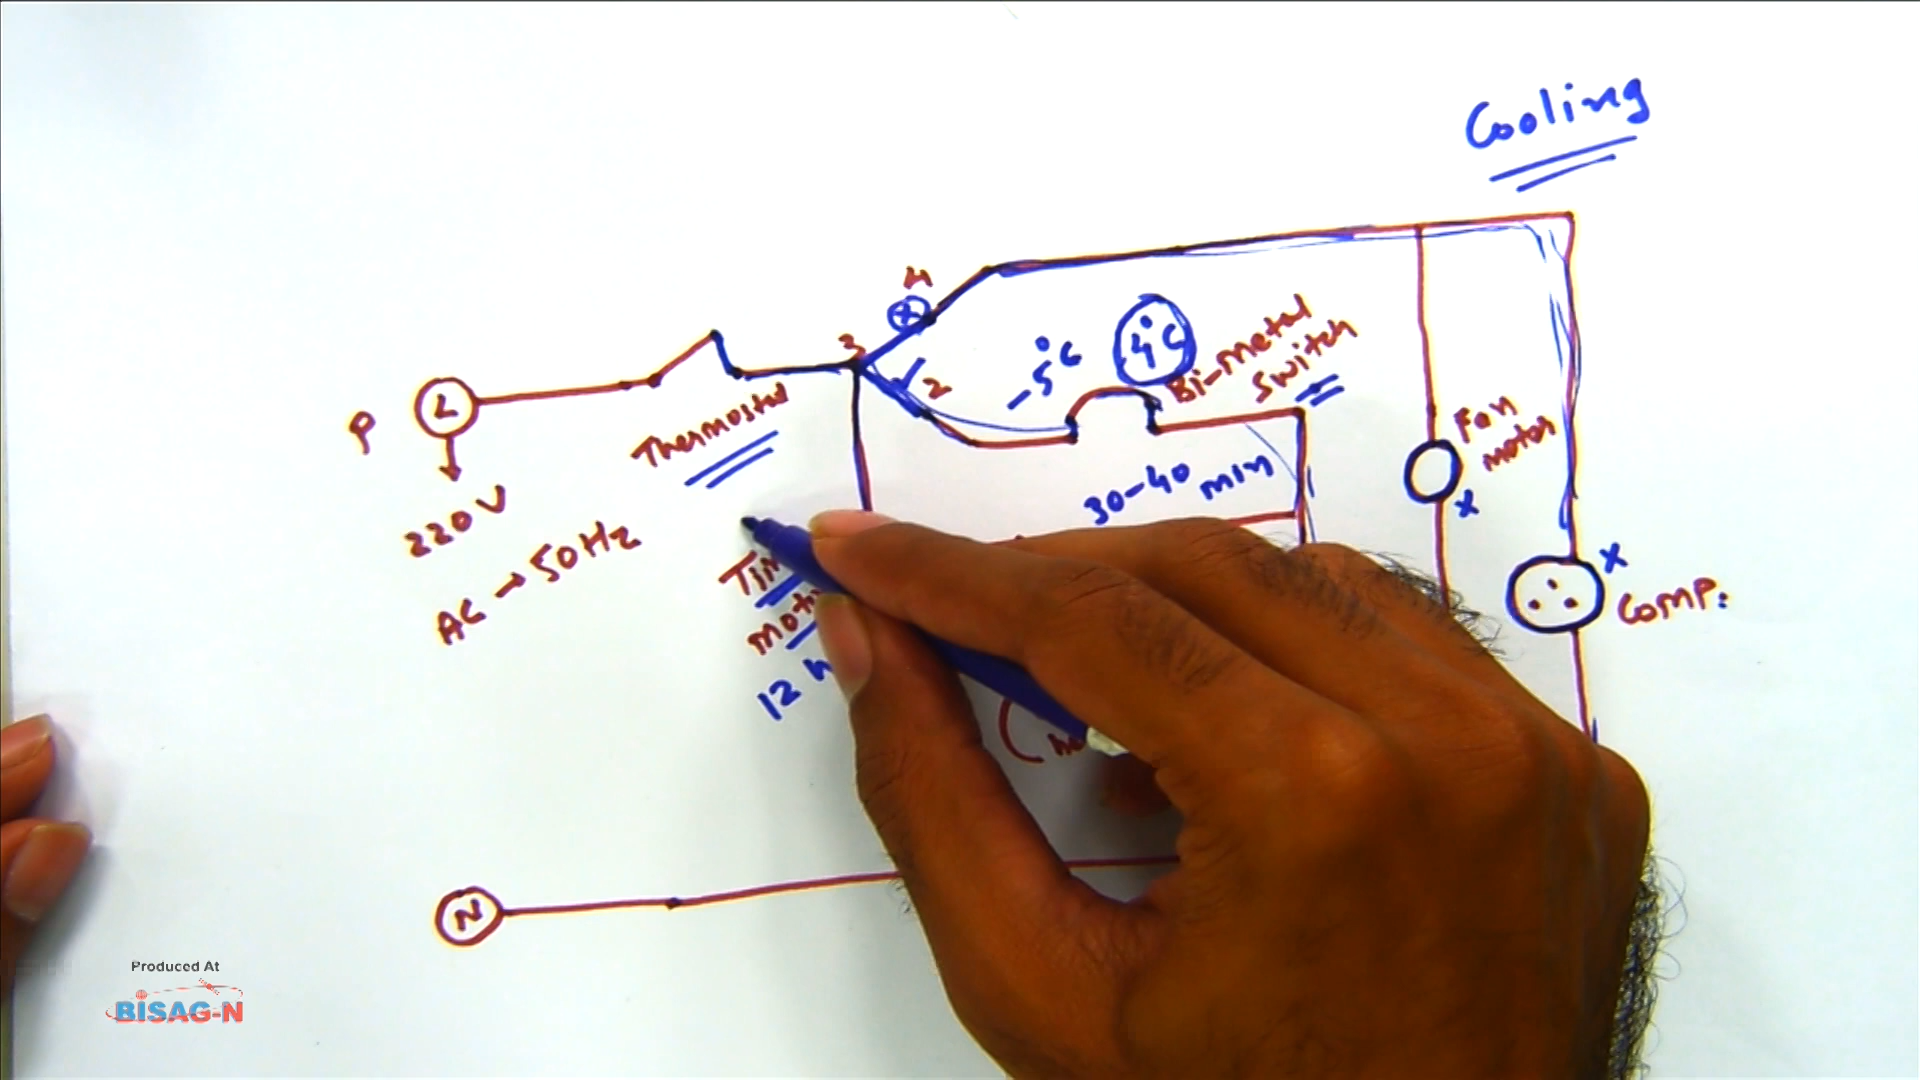 Cooling
4
3
2
-5°C
4°C
Bi-metal
Switch
P
L
Thermostat
220V
AC → 50Hz
30-40 min
Fan
motor
x
x
Comp.
12
N
Produced At
BISAG-N